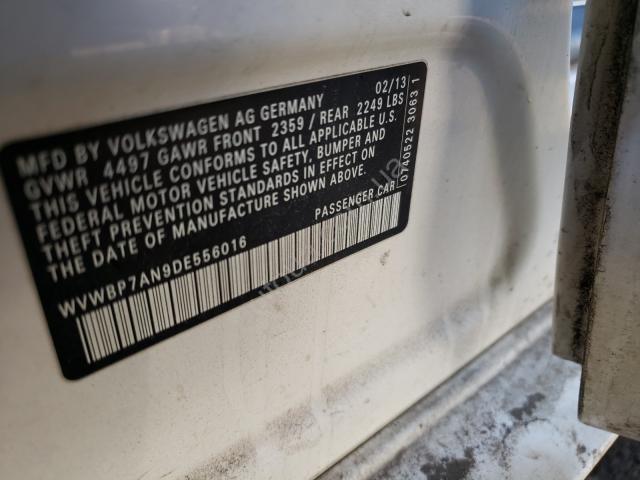 MFD BY VOLKSWAGEN AG GERMANY 02/13
GVWR 4497 GAWR FRONT 2359 / REAR 2249 LBS
THIS VEHICLE CONFORMS TO ALL APPLICABLE U.S.
FEDERAL MOTOR VEHICLE SAFETY, BUMPER AND
THEFT PREVENTION STANDARDS IN EFFECT ON
THE DATE OF MANUFACTURE SHOWN ABOVE.
PASSENGER CAR
WVWBP7AN9DE556016
0740522 3063 1